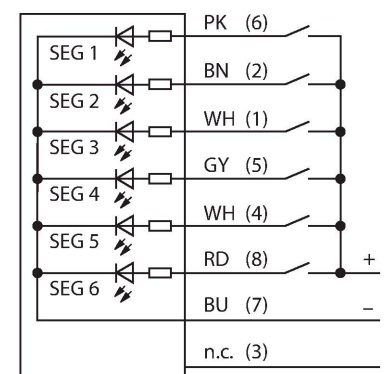 PK (6)
SEG 1
BN (2)
SEG 2
WH (1)
SEG 3
GY (5)
SEG 4
WH (4)
SEG 5
RD (8)
+
SEG 6
BU (7)
–
n.c. (3)